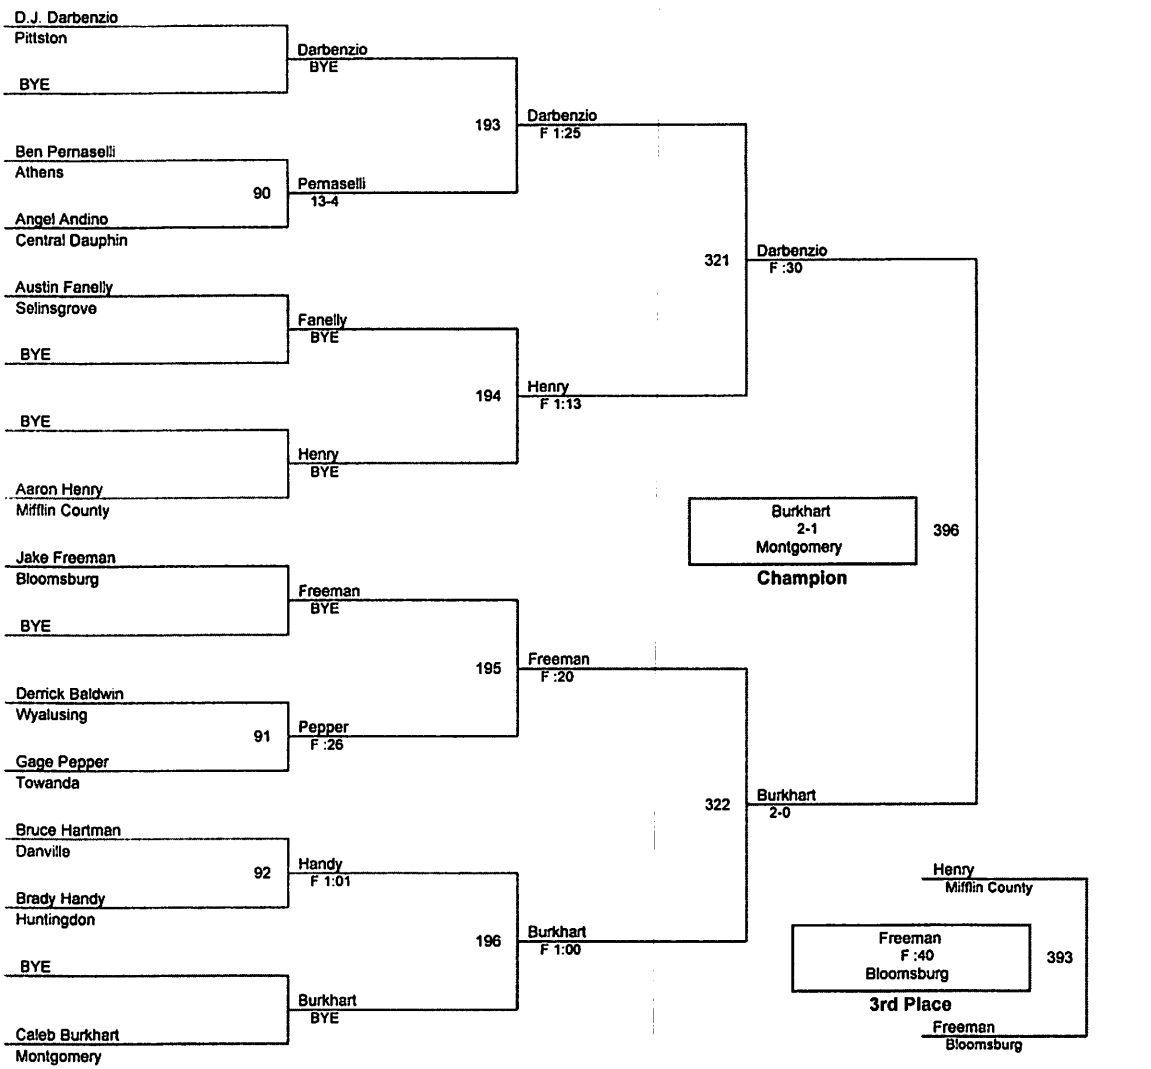 D.J. Darbenzio
Pittston
BYE
Darbenzio
BYE
193
Darbenzio
F 1:25
Ben Pernaselli
Athens
90
Pernaselli
13-4
Angel Andino
Central Dauphin
321
Darbenzio
F :30
Austin Fanelly
Selinsgrove
Fanelly
BYE
BYE
194
Henry
F 1:13
BYE
Henry
BYE
Aaron Henry
Mifflin County
Burkhart
2-1
Montgomery
Champion
396
Jake Freeman
Bloomsburg
Freeman
BYE
BYE
195
Freeman
F :20
Derrick Baldwin
Wyalusing
91
Pepper
F :26
Gage Pepper
Towanda
322
Burkhart
2-0
Bruce Hartman
Danville
92
Handy
F 1:01
Brady Handy
Huntingdon
196
Burkhart
F 1:00
BYE
Burkhart
BYE
Caleb Burkhart
Montgomery
Henry
Mifflin County
Freeman
F :40
Bloomsburg
3rd Place
393
Freeman
Bloomsburg